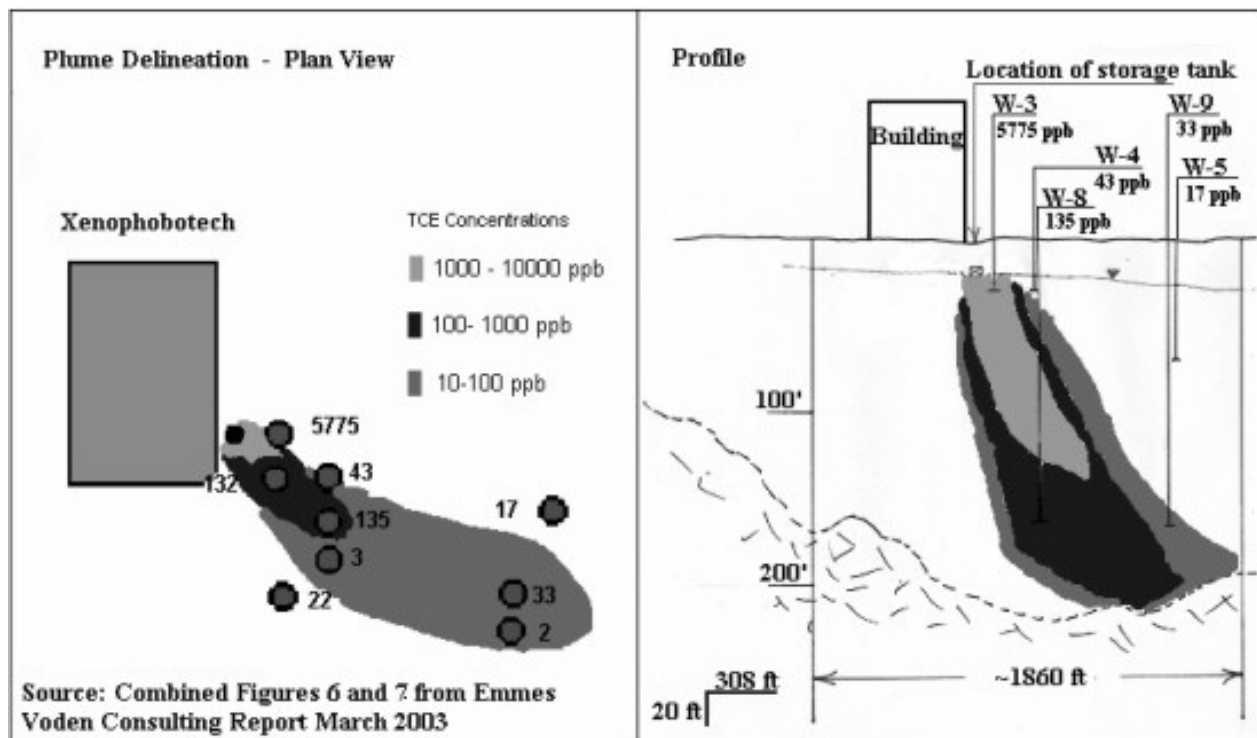 Plume Delineation - Plan View
Xenophobotech
TCE Concentrations
1000 - 10000 ppb
100- 1000 ppb
10-100 ppb
5775
132
43
135
17
3
22
33
2
Source: Combined Figures 6 and 7 from Emmes
Voden Consulting Report March 2003
Profile
Location of storage tank
Building
W-3
5775 ppb
W-9
33 ppb
W-4
43 ppb
W-5
17 ppb
W-8
135 ppb
100'
200'
308 ft
20 ft
~1860 ft